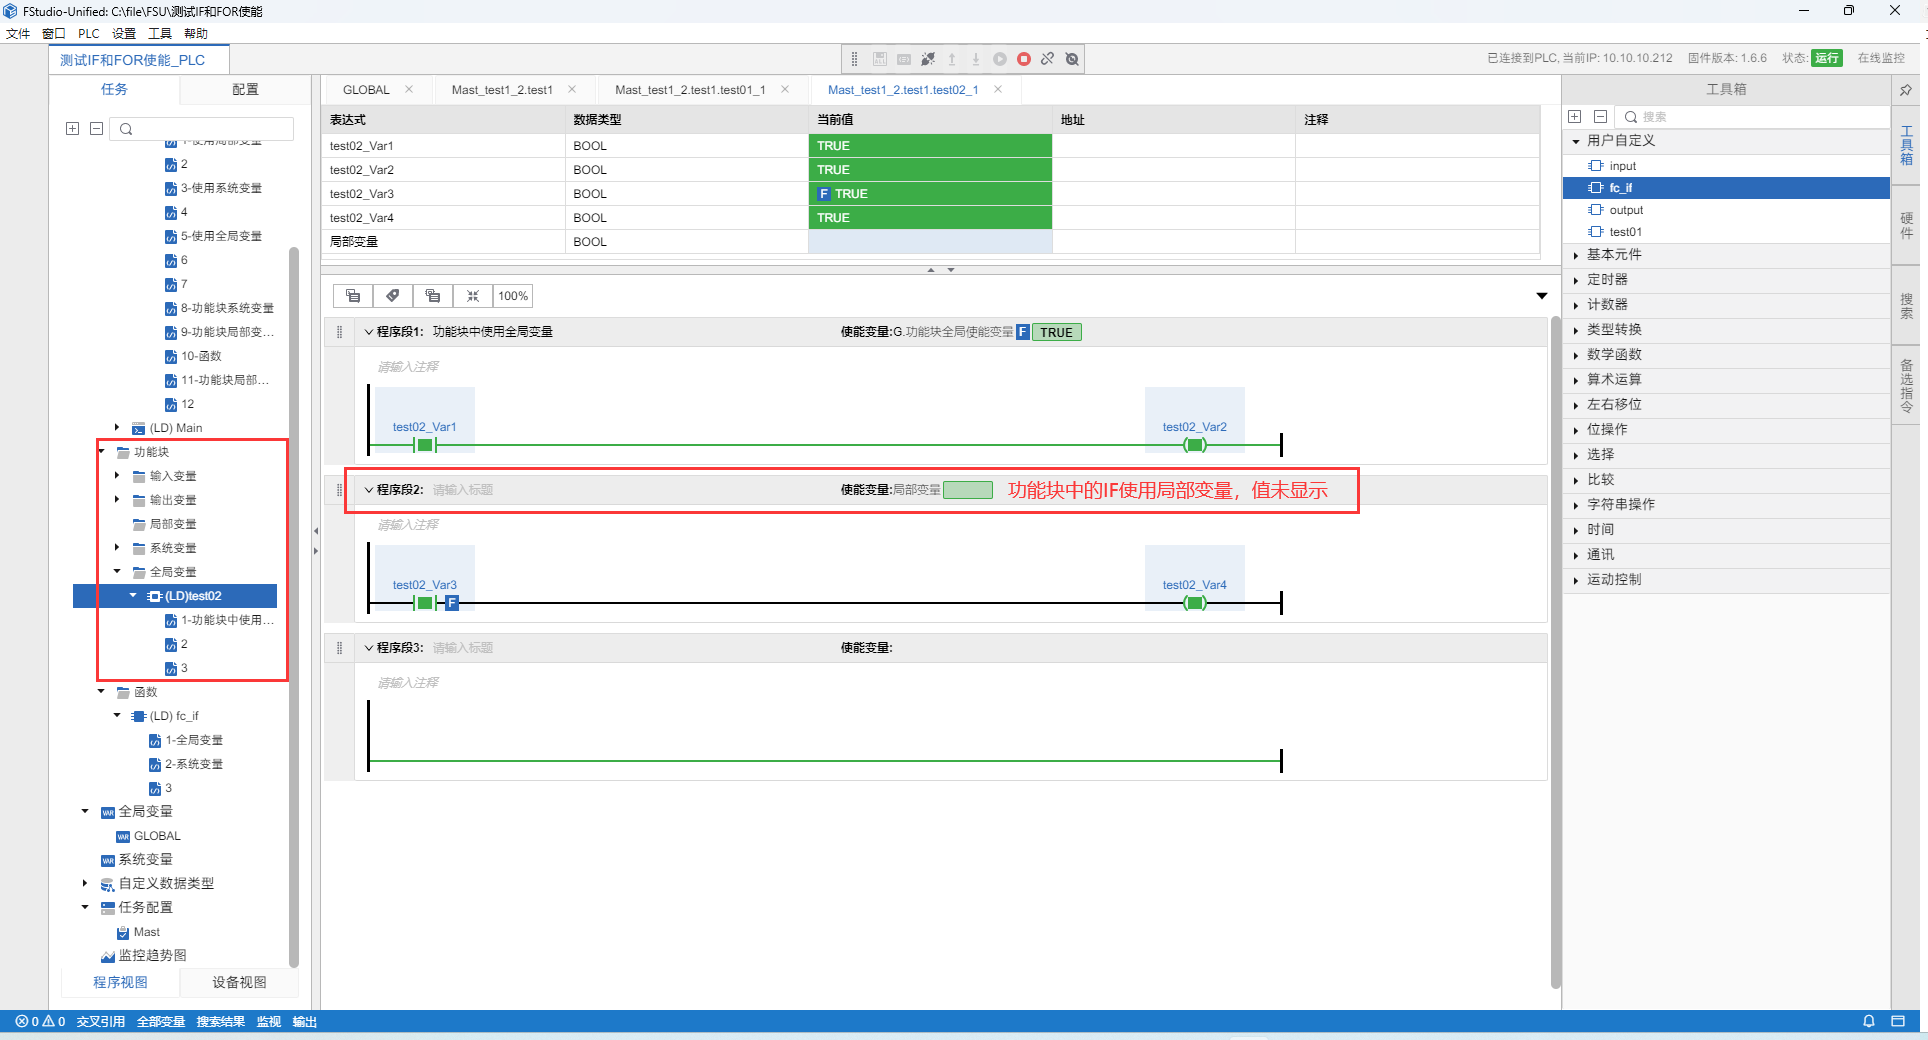 FStudio-Unified: C:\file\FSU\测试IF和FOR使能
文件 窗口 PLC 设置 工具 帮助
测试IF和FOR使能_PLC
已连接到PLC, 当前IP: 10.10.10.212 固件版本: 1.6.6 状态: 运行 在线监控
任务 配置
1-使用局部变量
2
3-使用系统变量
4
5-使用全局变量
6
7
8-功能块系统变量
9-功能块局部变...
10-函数
11-功能块局部...
12
(LD) Main
功能块
输入变量
输出变量
局部变量
系统变量
全局变量
(LD)test02
1-功能块中使用...
2
3
函数
(LD) fc_if
1-全局变量
2-系统变量
3
全局变量
GLOBAL
系统变量
自定义数据类型
任务配置
Mast
监控趋势图
程序视图 设备视图
GLOBAL Mast_test1_2.test1 Mast_test1_2.test1.test01_1 Mast_test1_2.test1.test02_1
表达式 数据类型 当前值 地址 注释
test02_Var1 BOOL TRUE
test02_Var2 BOOL TRUE
test02_Var3 BOOL F TRUE
test02_Var4 BOOL TRUE
局部变量 BOOL
100%
程序段1: 功能块中使用全局变量 使能变量:G.功能块全局使能变量 F TRUE
请输入注释
test02_Var1 test02_Var2
程序段2: 请输入标题 使能变量:局部变量 功能块中的IF使用局部变量，值未显示
请输入注释
test02_Var3 test02_Var4
F
程序段3: 请输入标题 使能变量:
请输入注释
工具箱
搜索
用户自定义
input
fc_if
output
test01
基本元件
定时器
计数器
类型转换
数学函数
算术运算
左右移位
位操作
选择
比较
字符串操作
时间
通讯
运动控制
工具箱
硬件
搜索
备选指令
0 0 交叉引用 全部变量 搜索结果 监视 输出